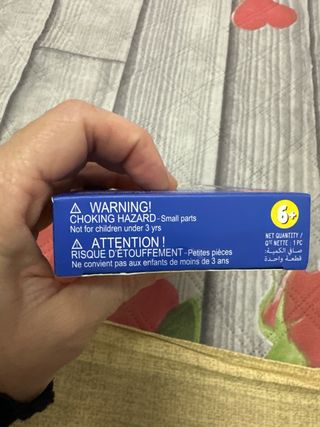 ⚠ WARNING!
CHOKING HAZARD - Small parts
Not for children under 3 yrs
⚠ ATTENTION !
RISQUE D'ÉTOUFFEMENT - Petites pièces
Ne convient pas aux enfants de moins de 3 ans
6+
NET QUANTITY /
QTÉ NETTE : 1 PC
صافي الكمية:
قطعة واحدة